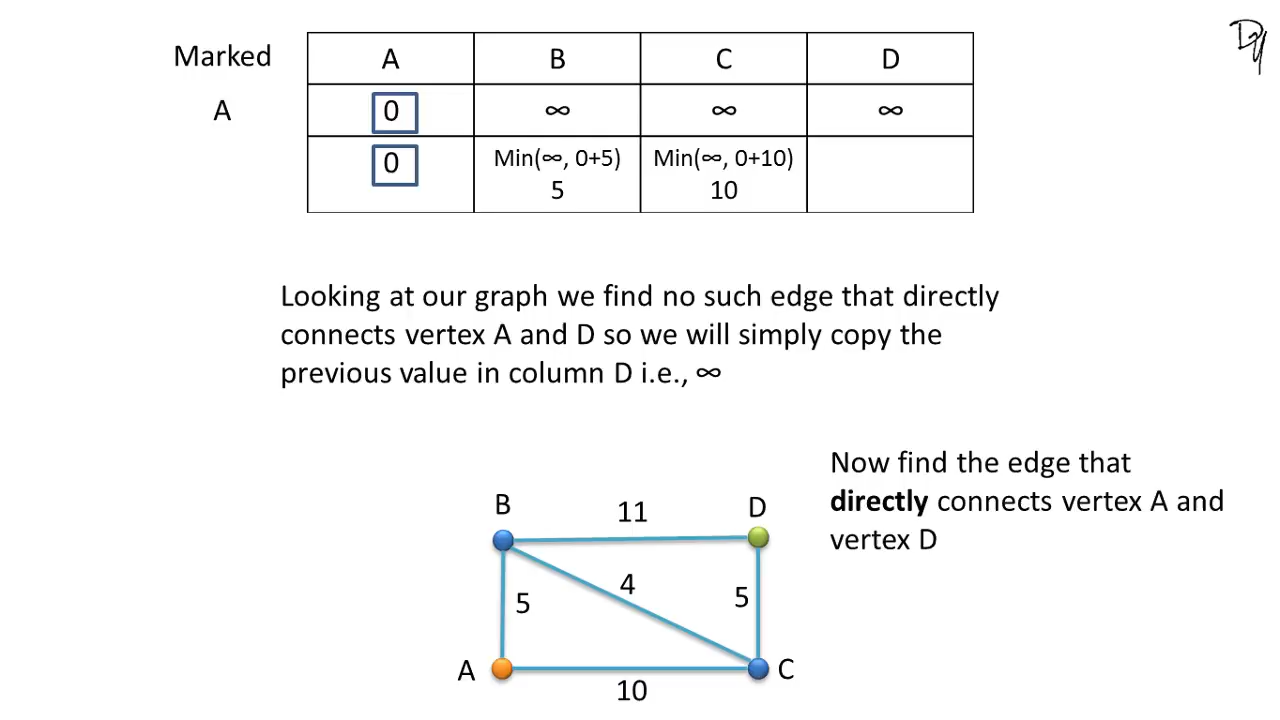 Marked A B C D
A 0 ∞ ∞ ∞
0 Min(∞, 0+5) Min(∞, 0+10)
5 10
Looking at our graph we find no such edge that directly
connects vertex A and D so we will simply copy the
previous value in column D i.e., ∞
Now find the edge that
directly connects vertex A and
vertex D
B 11 D
4
5 5
A C
10